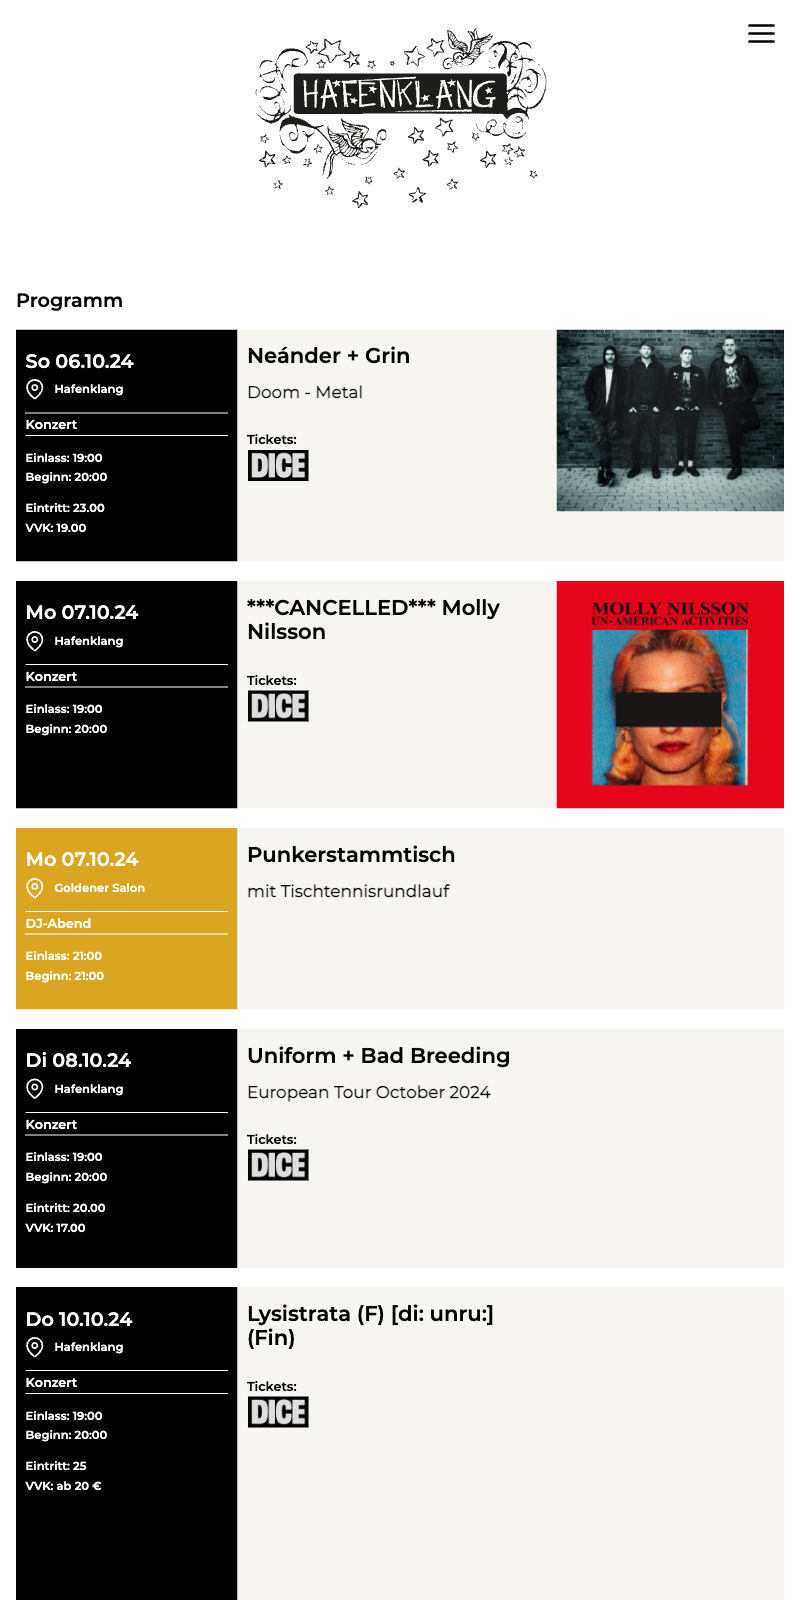 HAFENKLANG
Programm
So 06.10.24
Hafenklang
Konzert
Einlass: 19:00
Beginn: 20:00
Eintritt: 23.00
VVK: 19.00
Neánder + Grin
Doom - Metal
Tickets:
DICE
Mo 07.10.24
Hafenklang
Konzert
Einlass: 19:00
Beginn: 20:00
***CANCELLED*** Molly
Nilsson
Tickets:
DICE
MOLLY NILSSON
UN-AMERICAN ACTIVITIES
Mo 07.10.24
Goldener Salon
DJ-Abend
Einlass: 21:00
Beginn: 21:00
Punkerstammtisch
mit Tischtennisrundlauf
Di 08.10.24
Hafenklang
Konzert
Einlass: 19:00
Beginn: 20:00
Eintritt: 20.00
VVK: 17.00
Uniform + Bad Breeding
European Tour October 2024
Tickets:
DICE
Do 10.10.24
Hafenklang
Konzert
Einlass: 19:00
Beginn: 20:00
Eintritt: 25
VVK: ab 20 €
Lysistrata (F) [di: unru:]
(Fin)
Tickets:
DICE